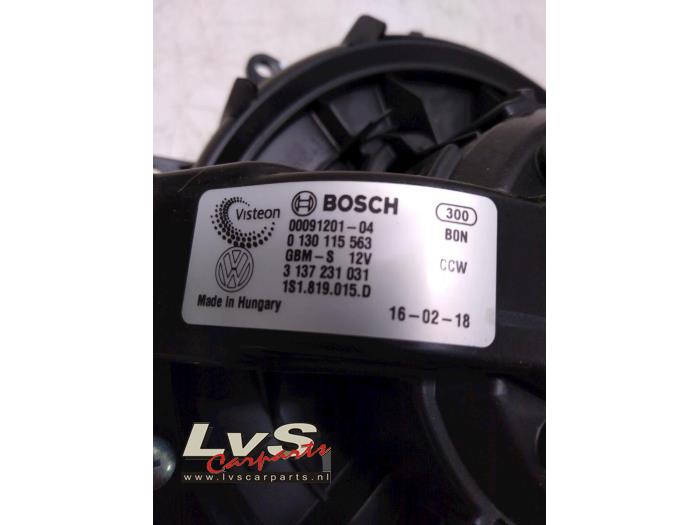 Visteon
BOSCH
300
00091201-04
BON
0 130 115 563
GBM-S 12V
CCW
3 137 231 031
1S1.819.015.D
Made in Hungary
16-02-18
LvS
Carparts
www.lvscarparts.nl